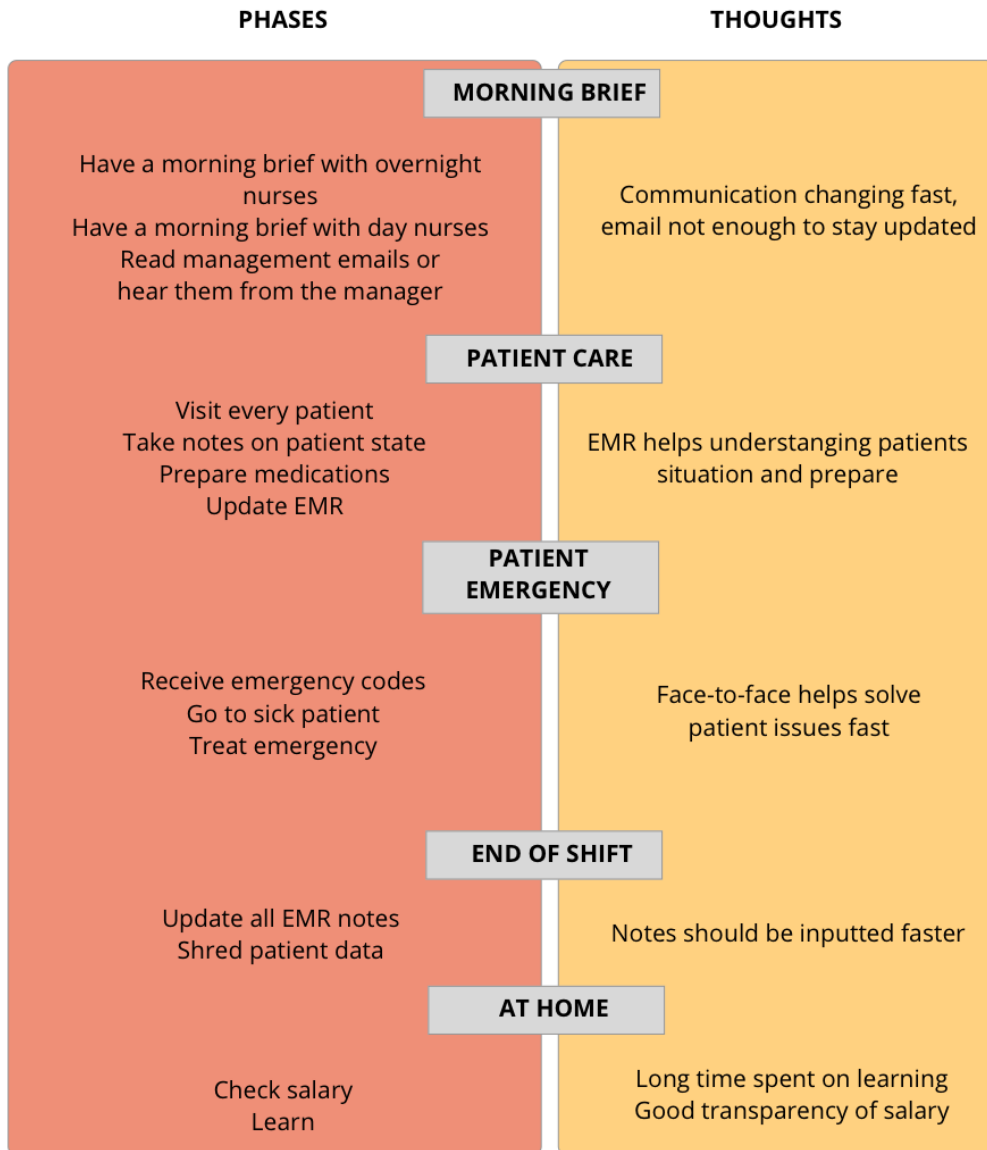 PHASES
THOUGHTS
MORNING BRIEF
Have a morning brief with overnight
nurses
Have a morning brief with day nurses
Read management emails or
hear them from the manager
Communication changing fast,
email not enough to stay updated
PATIENT CARE
Visit every patient
Take notes on patient state
Prepare medications
Update EMR
EMR helps understanging patients
situation and prepare
PATIENT
EMERGENCY
Receive emergency codes
Go to sick patient
Treat emergency
Face-to-face helps solve
patient issues fast
END OF SHIFT
Update all EMR notes
Shred patient data
Notes should be inputted faster
AT HOME
Check salary
Learn
Long time spent on learning
Good transparency of salary